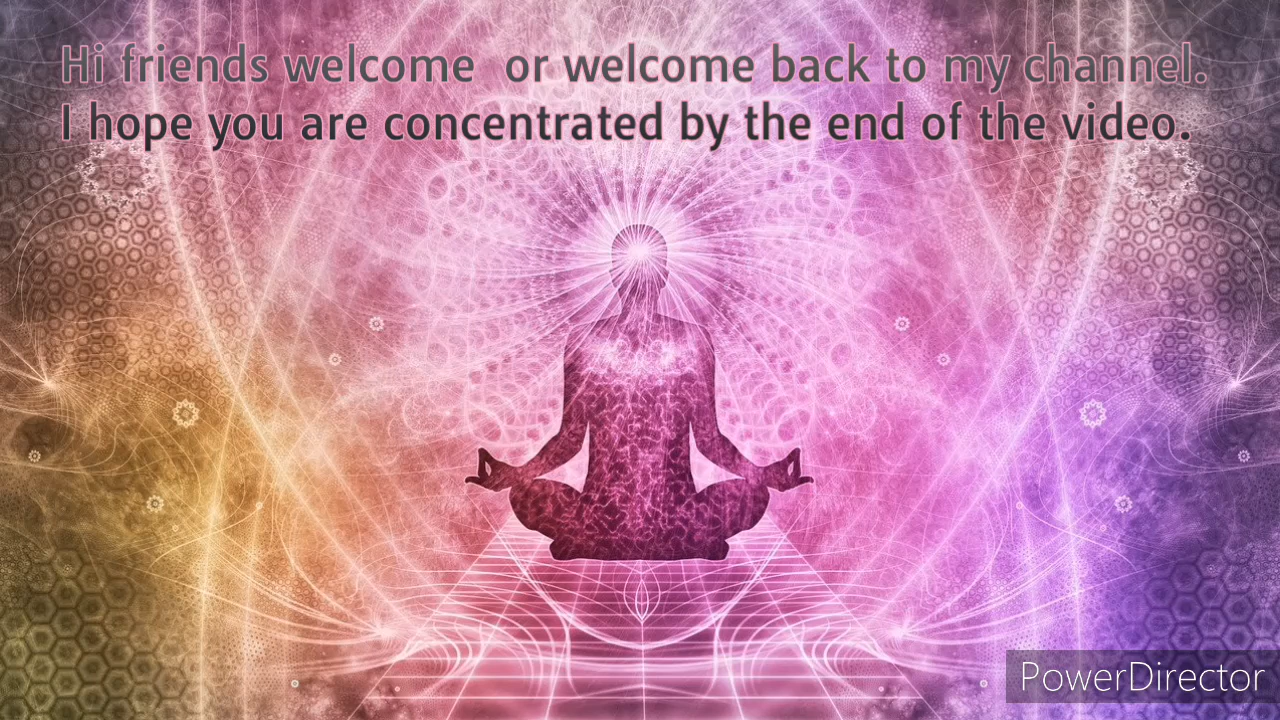 Hi friends welcome  or welcome back to my channel.
I hope you are concentrated by the end of the video.
PowerDirector